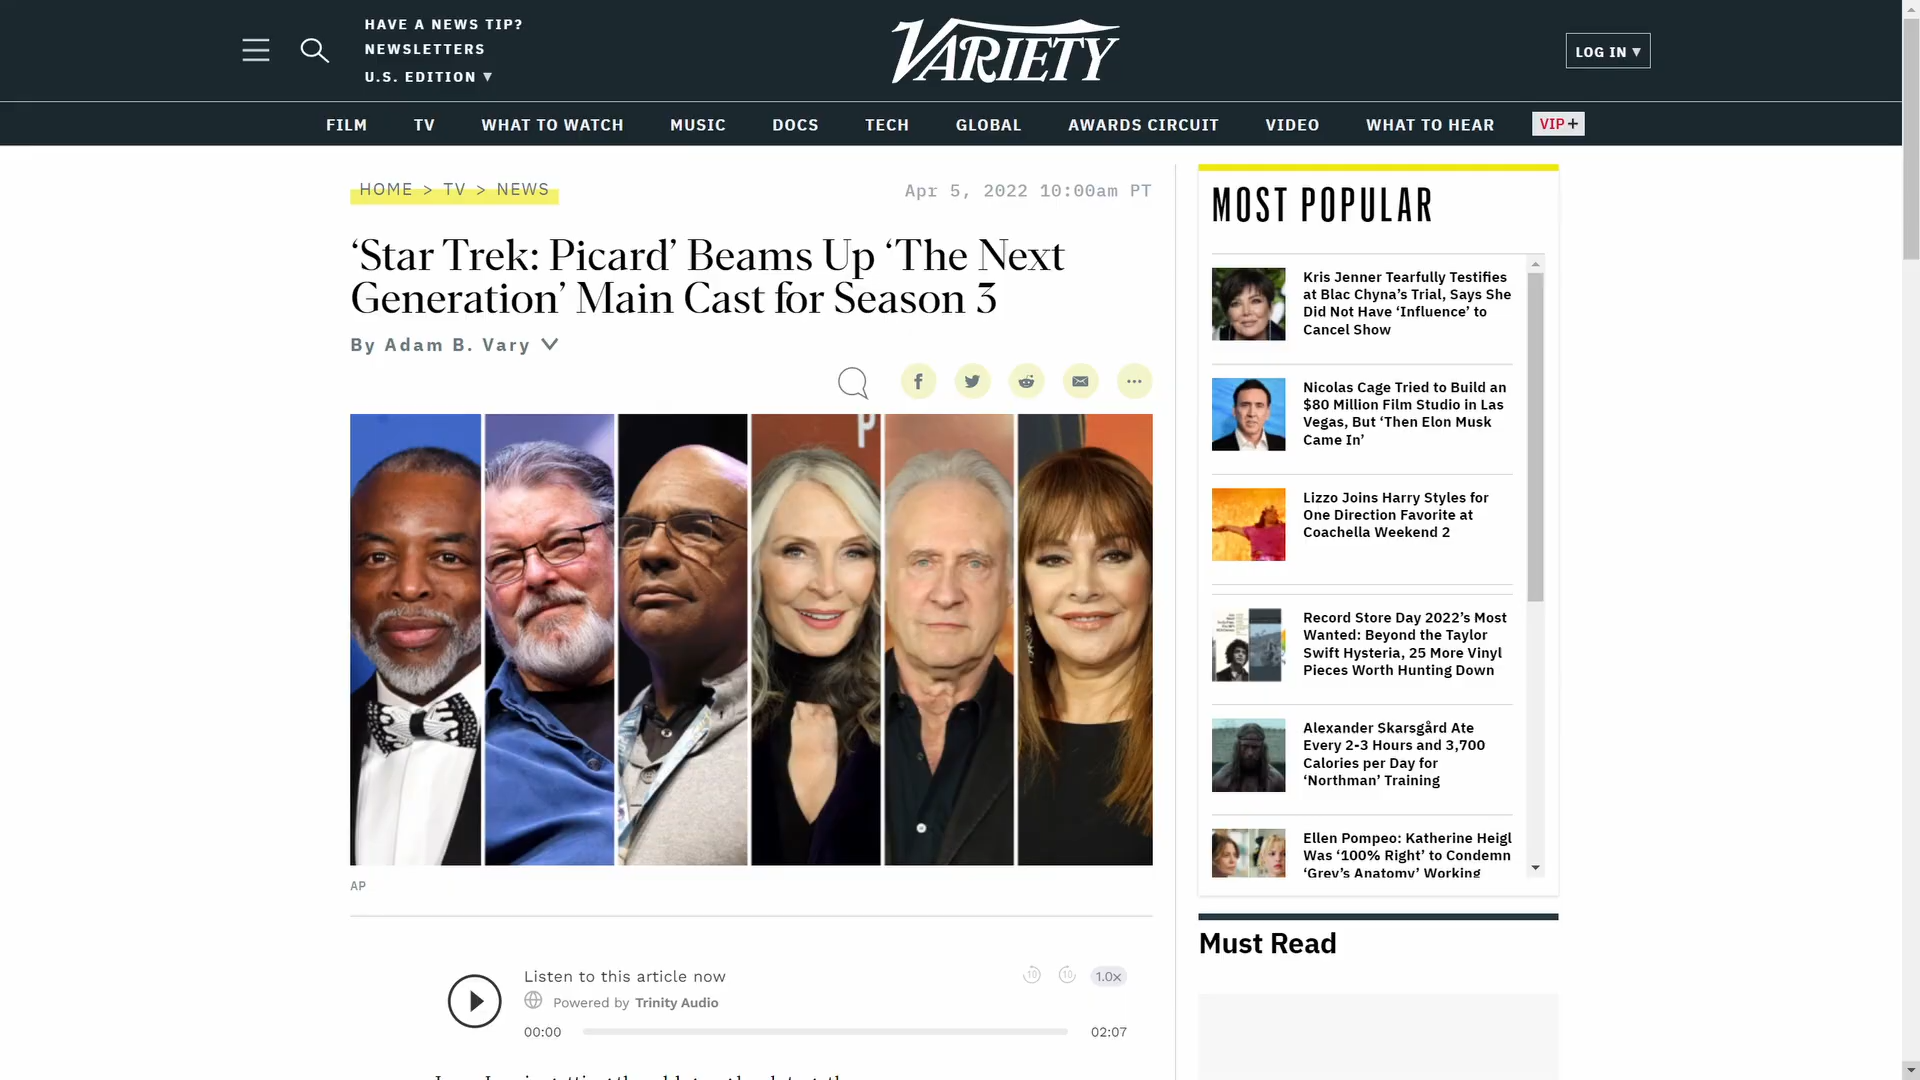 HAVE A NEWS TIP?
NEWSLETTERS
U.S. EDITION ▼
VARIETY
LOG IN ▼
FILM TV WHAT TO WATCH MUSIC DOCS TECH GLOBAL AWARDS CIRCUIT VIDEO WHAT TO HEAR VIP+
HOME > TV > NEWS
Apr 5, 2022 10:00am PT
‘Star Trek: Picard’ Beams Up ‘The Next
Generation’ Main Cast for Season 3
By Adam B. Vary
P
AP
Listen to this article now
10 10 1.0x
Powered by Trinity Audio
00:00
02:07
MOST POPULAR
Kris Jenner Tearfully Testifies
at Blac Chyna’s Trial, Says She
Did Not Have ‘Influence’ to
Cancel Show
Nicolas Cage Tried to Build an
$80 Million Film Studio in Las
Vegas, But ‘Then Elon Musk
Came In’
Lizzo Joins Harry Styles for
One Direction Favorite at
Coachella Weekend 2
Record Store Day 2022’s Most
Wanted: Beyond the Taylor
Swift Hysteria, 25 More Vinyl
Pieces Worth Hunting Down
Alexander Skarsgård Ate
Every 2-3 Hours and 3,700
Calories per Day for
‘Northman’ Training
Ellen Pompeo: Katherine Heigl
Was ‘100% Right’ to Condemn
‘Grey’s Anatomy’ Working
Must Read